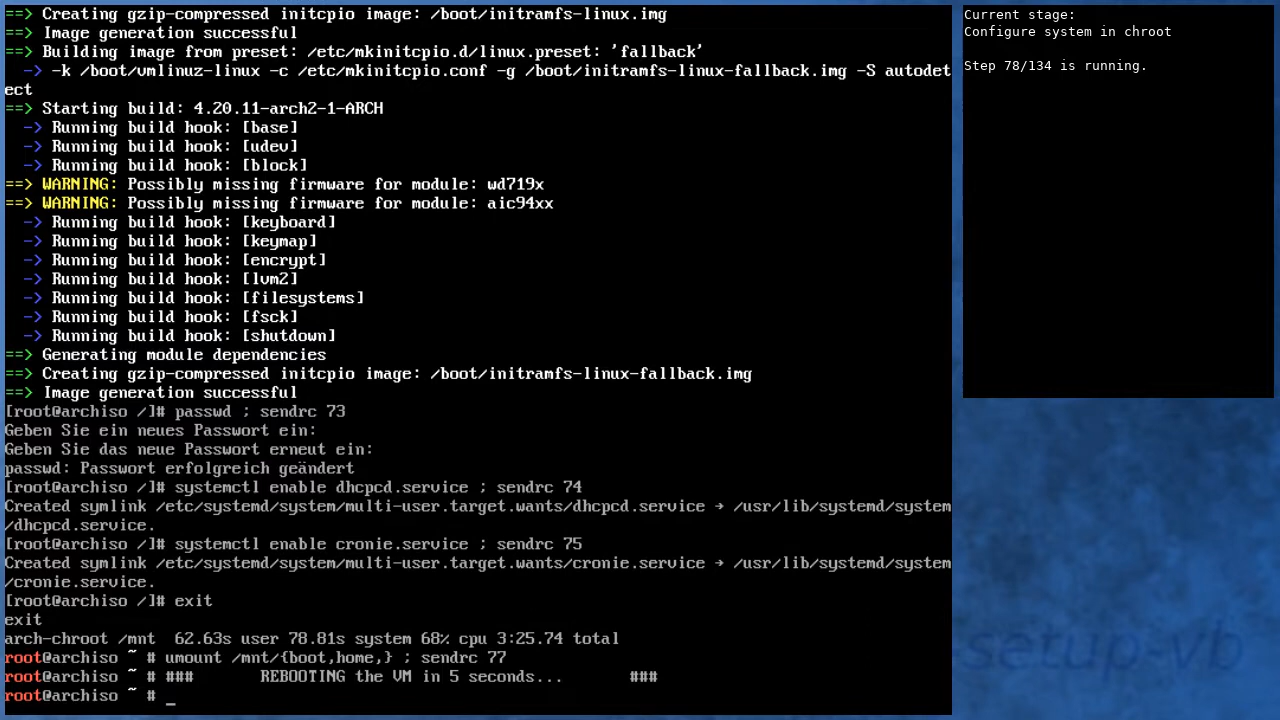 ==> Creating gzip-compressed initcpio image: /boot/initramfs-linux.img
==> Image generation successful
==> Building image from preset: /etc/mkinitcpio.d/linux.preset: 'fallback'
  -> -k /boot/vmlinuz-linux -c /etc/mkinitcpio.conf -g /boot/initramfs-linux-fallback.img -S autodet
ect
==> Starting build: 4.20.11-arch2-1-ARCH
  -> Running build hook: [base]
  -> Running build hook: [udev]
  -> Running build hook: [block]
==> WARNING: Possibly missing firmware for module: wd719x
==> WARNING: Possibly missing firmware for module: aic94xx
  -> Running build hook: [keyboard]
  -> Running build hook: [keymap]
  -> Running build hook: [encrypt]
  -> Running build hook: [lvm2]
  -> Running build hook: [filesystems]
  -> Running build hook: [fsck]
  -> Running build hook: [shutdown]
==> Generating module dependencies
==> Creating gzip-compressed initcpio image: /boot/initramfs-linux-fallback.img
==> Image generation successful
[root@archiso /]# passwd ; sendrc 73
Geben Sie ein neues Passwort ein:
Geben Sie das neue Passwort erneut ein:
passwd: Passwort erfolgreich geändert
[root@archiso /]# systemctl enable dhcpcd.service ; sendrc 74
Created symlink /etc/systemd/system/multi-user.target.wants/dhcpcd.service → /usr/lib/systemd/system
/dhcpcd.service.
[root@archiso /]# systemctl enable cronie.service ; sendrc 75
Created symlink /etc/systemd/system/multi-user.target.wants/cronie.service → /usr/lib/systemd/system
/cronie.service.
[root@archiso /]# exit
exit
arch-chroot /mnt  62.63s user 78.81s system 68% cpu 3:25.74 total
root@archiso ~ # umount /mnt/{boot,home,} ; sendrc 77
root@archiso ~ # ###       REBOOTING the VM in 5 seconds...       ###
root@archiso ~ # _
Current stage:
Configure system in chroot
Step 78/134 is running.
setup-vb